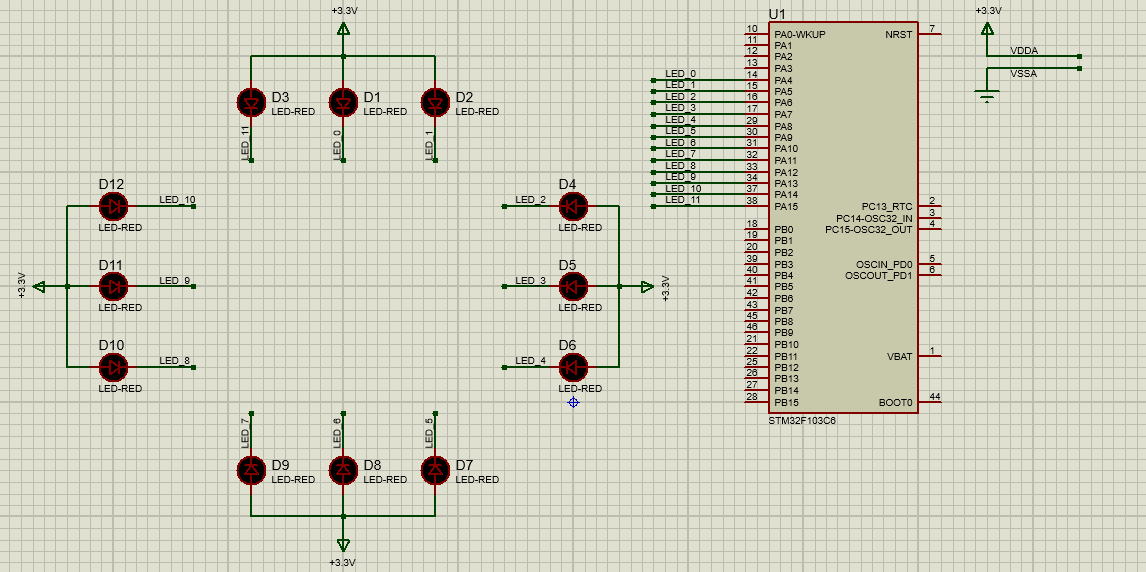 +3.3V
D3
LED-RED
D1
LED-RED
D2
LED-RED
LED_11
LED_0
LED_1
D12
LED_10
LED-RED
D11
LED_9
LED-RED
D10
LED_8
LED-RED
+3.3V
D4
LED_2
LED-RED
D5
LED_3
LED-RED
D6
LED_4
LED-RED
+3.3V
LED_7
LED_6
LED_5
D9
LED-RED
D8
LED-RED
D7
LED-RED
+3.3V
U1
10 PA0-WKUP
11 PA1
12 PA2
13 PA3
LED_0 14 PA4
LED_1 15 PA5
LED_2 16 PA6
LED_3 17 PA7
LED_4 29 PA8
LED_5 30 PA9
LED_6 31 PA10
LED_7 32 PA11
LED_8 33 PA12
LED_9 34 PA13
LED_10 37 PA14
LED_11 38 PA15
18 PB0
19 PB1
20 PB2
39 PB3
40 PB4
41 PB5
42 PB6
43 PB7
45 PB8
46 PB9
21 PB10
22 PB11
25 PB12
26 PB13
27 PB14
28 PB15
NRST 7
PC13_RTC 2
PC14-OSC32_IN 3
PC15-OSC32_OUT 4
OSCIN_PD0 5
OSCOUT_PD1 6
VBAT 1
BOOT0 44
STM32F103C6
+3.3V
VDDA
VSSA